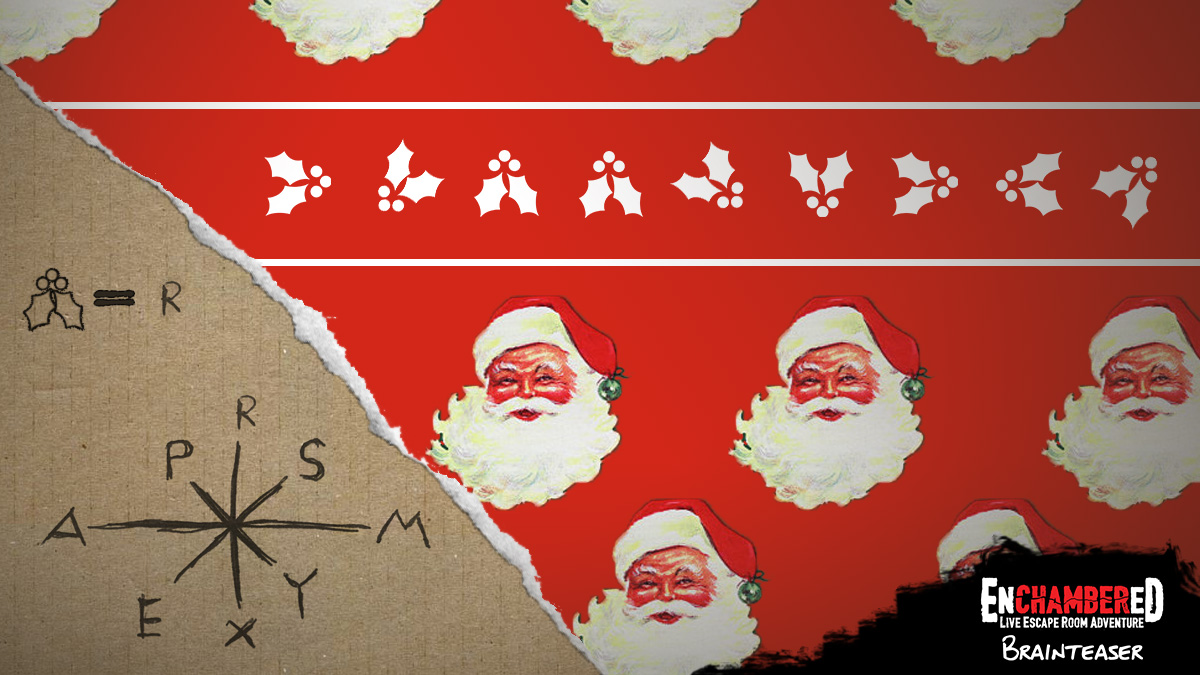 = R
R
P S
A M
E Y
X
ENCHAMBERED
LIVE ESCAPE ROOM ADVENTURE
BRAINTEASER